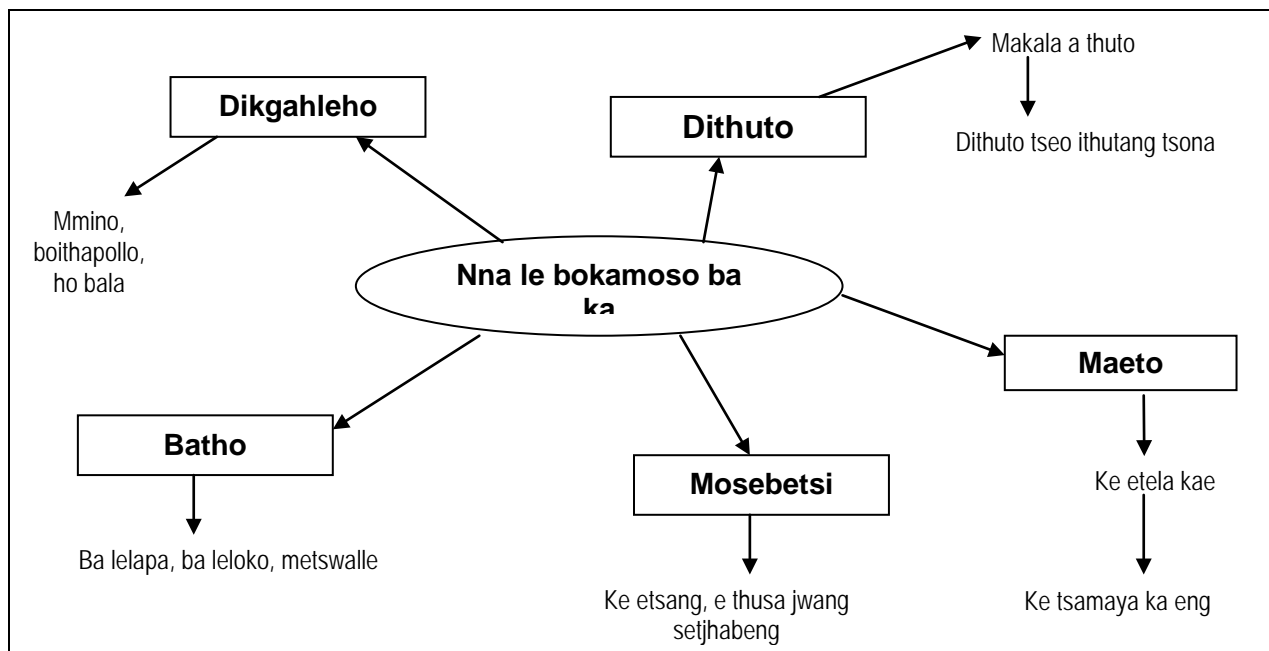 Makala a thuto
Dikgahleho
Dithuto
Dithuto tseo ithutang tsona
Mmino,
boithapollo,
ho bala
Nna le bokamoso ba
ka
Maeto
Batho
Mosebetsi
Ke etela kae
Ba lelapa, ba leloko, metswalle
Ke etsang, e thusa jwang
setjhabeng
Ke tsamaya ka eng